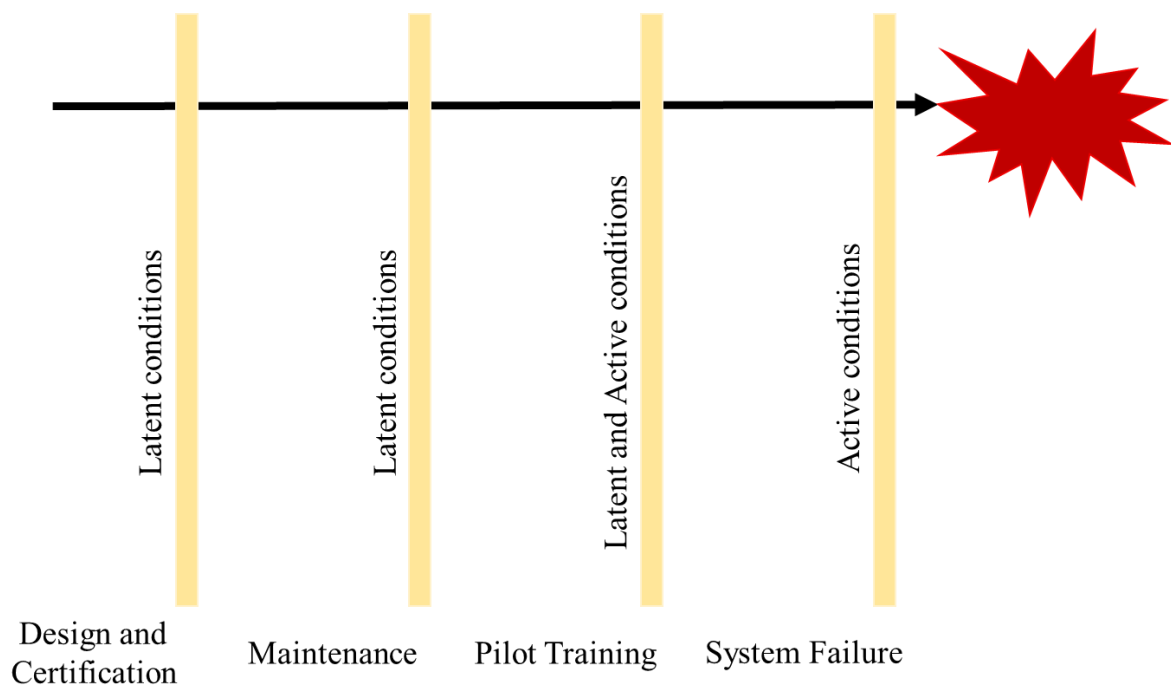 Latent conditions
Latent conditions
Latent and Active conditions
Active conditions
Design and
Certification
Maintenance
Pilot Training
System Failure